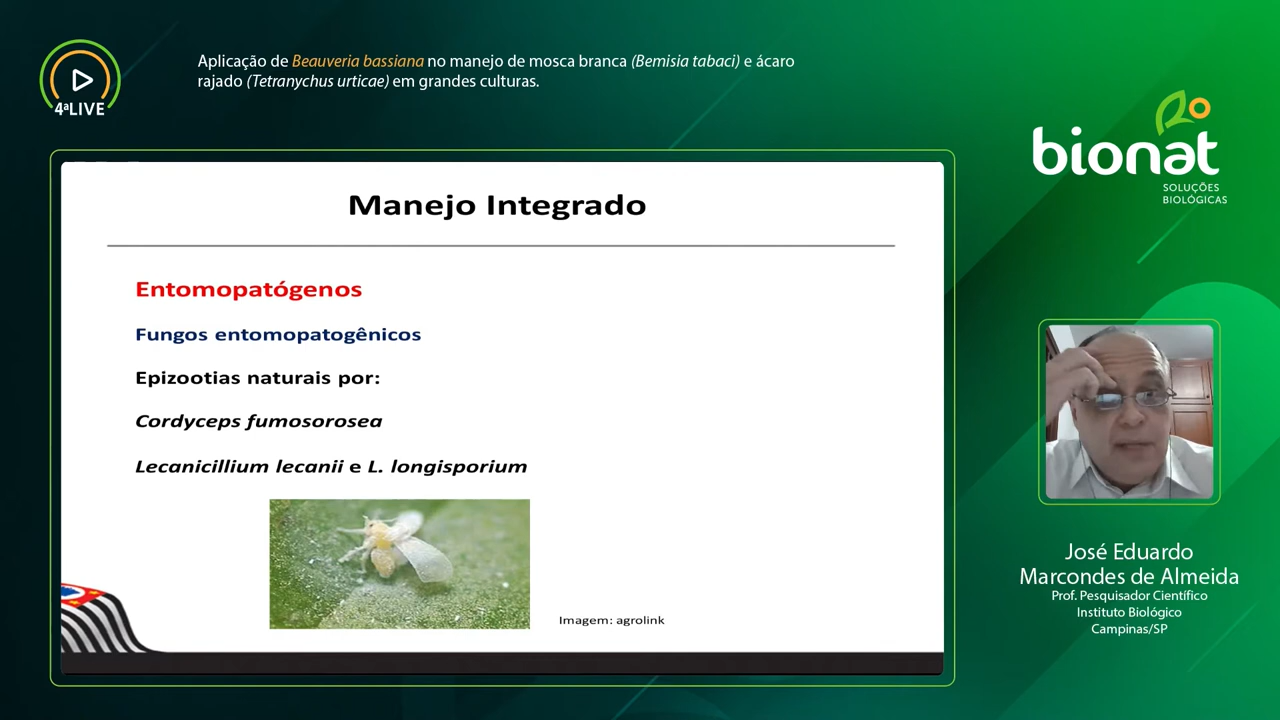 Aplicação de Beauveria bassiana no manejo de mosca branca (Bemisia tabaci) e ácaro
rajado (Tetranychus urticae) em grandes culturas.
4ªLIVE
bionat
SOLUÇÕES
BIOLÓGICAS
Manejo Integrado
Entomopatógenos
Fungos entomopatogênicos
Epizootias naturais por:
Cordyceps fumosorosea
Lecanicillium lecanii e L. longisporium
Imagem: agrolink
José Eduardo
Marcondes de Almeida
Prof. Pesquisador Científico
Instituto Biológico
Campinas/SP